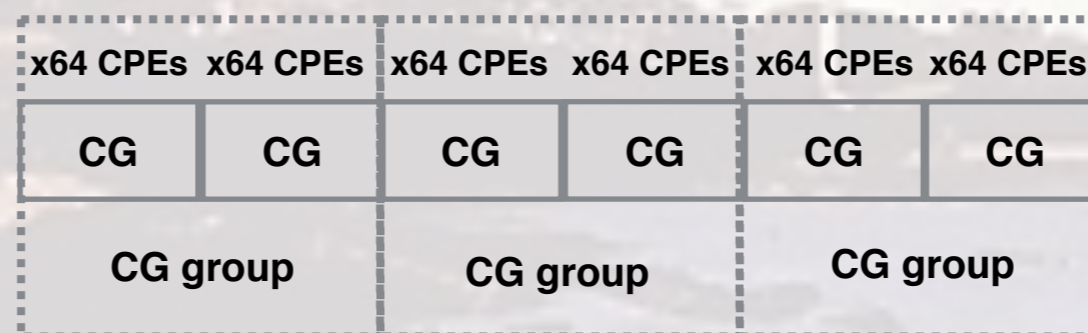 x64 CPEs x64 CPEs x64 CPEs x64 CPEs x64 CPEs x64 CPEs
CG CG CG CG CG CG
CG group CG group CG group